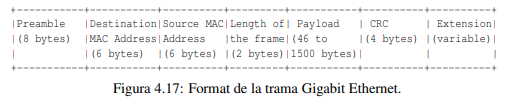 +---------+-----------+----------+---------+-----------+---------+----------+
|Preamble |Destination|Source MAC|Length of| Payload | CRC | Extension|
|(8 bytes) |MAC Address|Address |the frame|(46 to |(4 bytes) |(variable)|
| |(6 bytes) |(6 bytes) |(2 bytes)|1500 bytes)| | |
+---------+-----------+----------+---------+-----------+---------+----------+
Figura 4.17: Format de la trama Gigabit Ethernet.